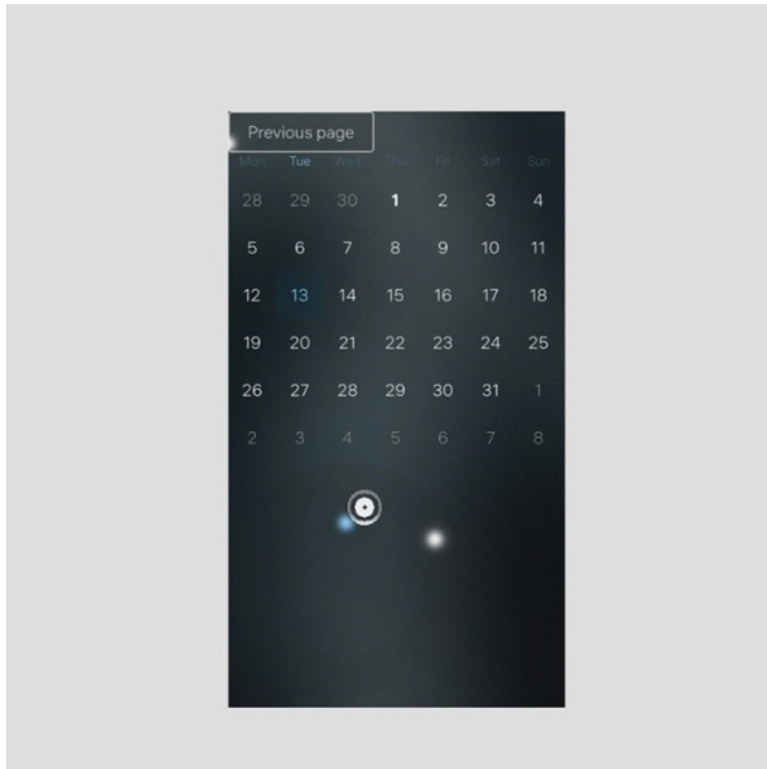 Previous page
Mon Tue Wed Thu Fri Sat Sun
28 29 30 1 2 3 4
5 6 7 8 9 10 11
12 13 14 15 16 17 18
19 20 21 22 23 24 25
26 27 28 29 30 31 1
2 3 4 5 6 7 8